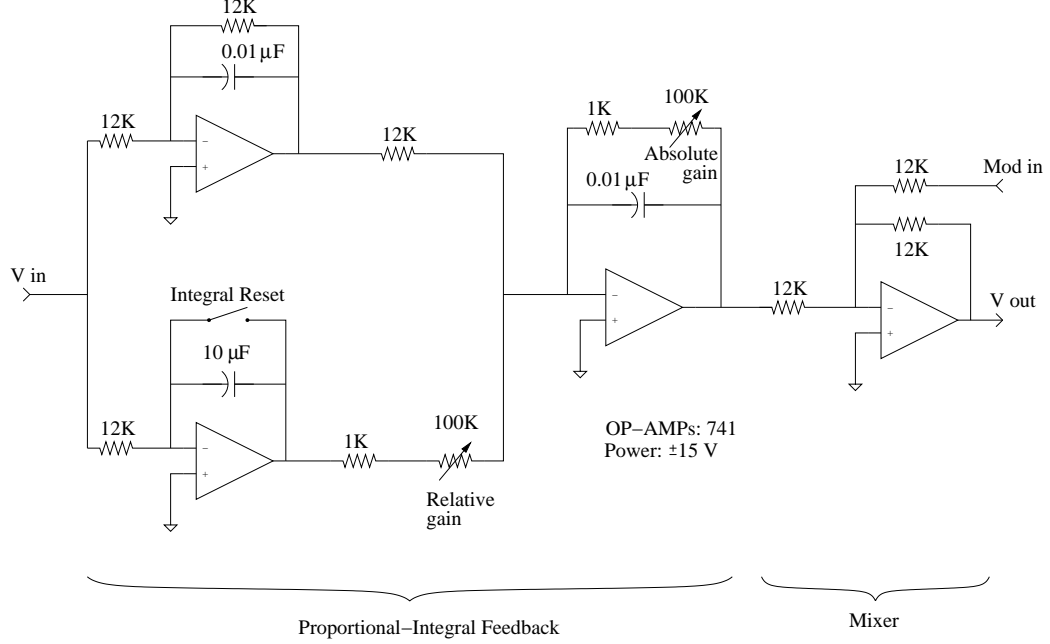 12K
0.01 µF
12K
12K
1K
100K
Absolute
gain
0.01 µF
12K
Mod in
12K
V in
Integral Reset
12K
V out
10 µF
12K
1K
100K
Relative
gain
OP−AMPs: 741
Power: ±15 V
Proportional−Integral Feedback
Mixer